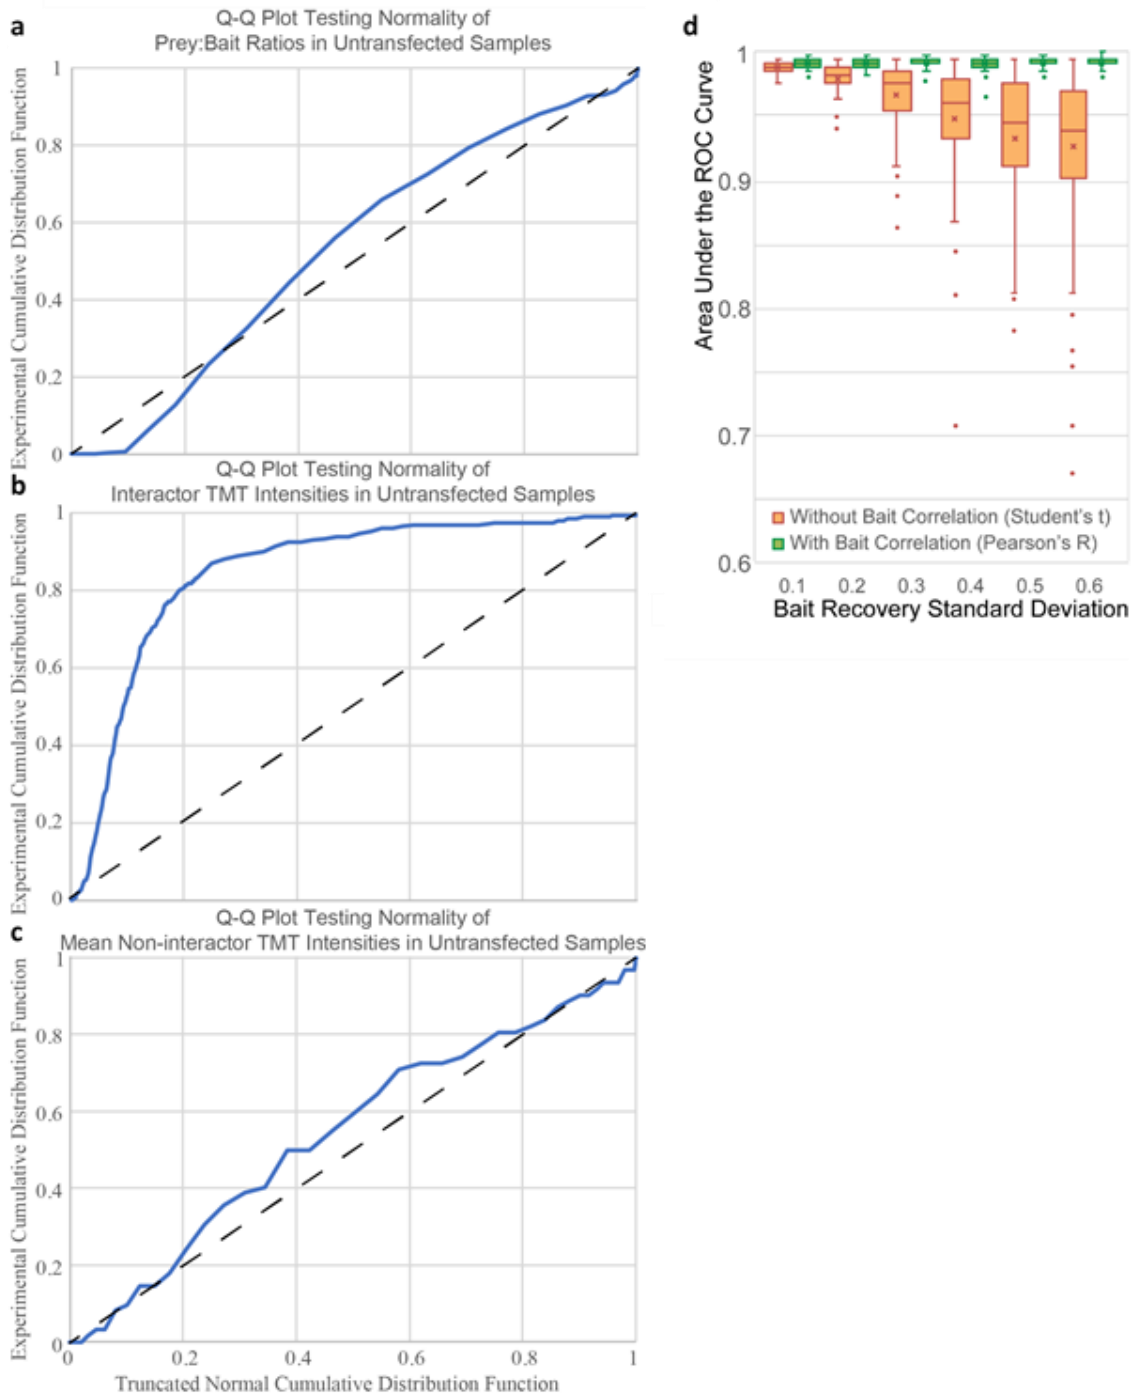 a
Q-Q Plot Testing Normality of
Prey:Bait Ratios in Untransfected Samples
Experimental Cumulative Distribution Function
1
0.8
0.6
0.4
0.2
0
b
Q-Q Plot Testing Normality of
Interactor TMT Intensities in Untransfected Samples
Experimental Cumulative Distribution Function
1
0.8
0.6
0.4
0.2
0
c
Q-Q Plot Testing Normality of
Mean Non-interactor TMT Intensities in Untransfected Samples
Experimental Cumulative Distribution Function
1
0.8
0.6
0.4
0.2
0
0 0.2 0.4 0.6 0.8 1
Truncated Normal Cumulative Distribution Function
d
Area Under the ROC Curve
1
0.9
0.8
0.7
0.6
Without Bait Correlation (Student's t)
With Bait Correlation (Pearson's R)
0.1 0.2 0.3 0.4 0.5 0.6
Bait Recovery Standard Deviation